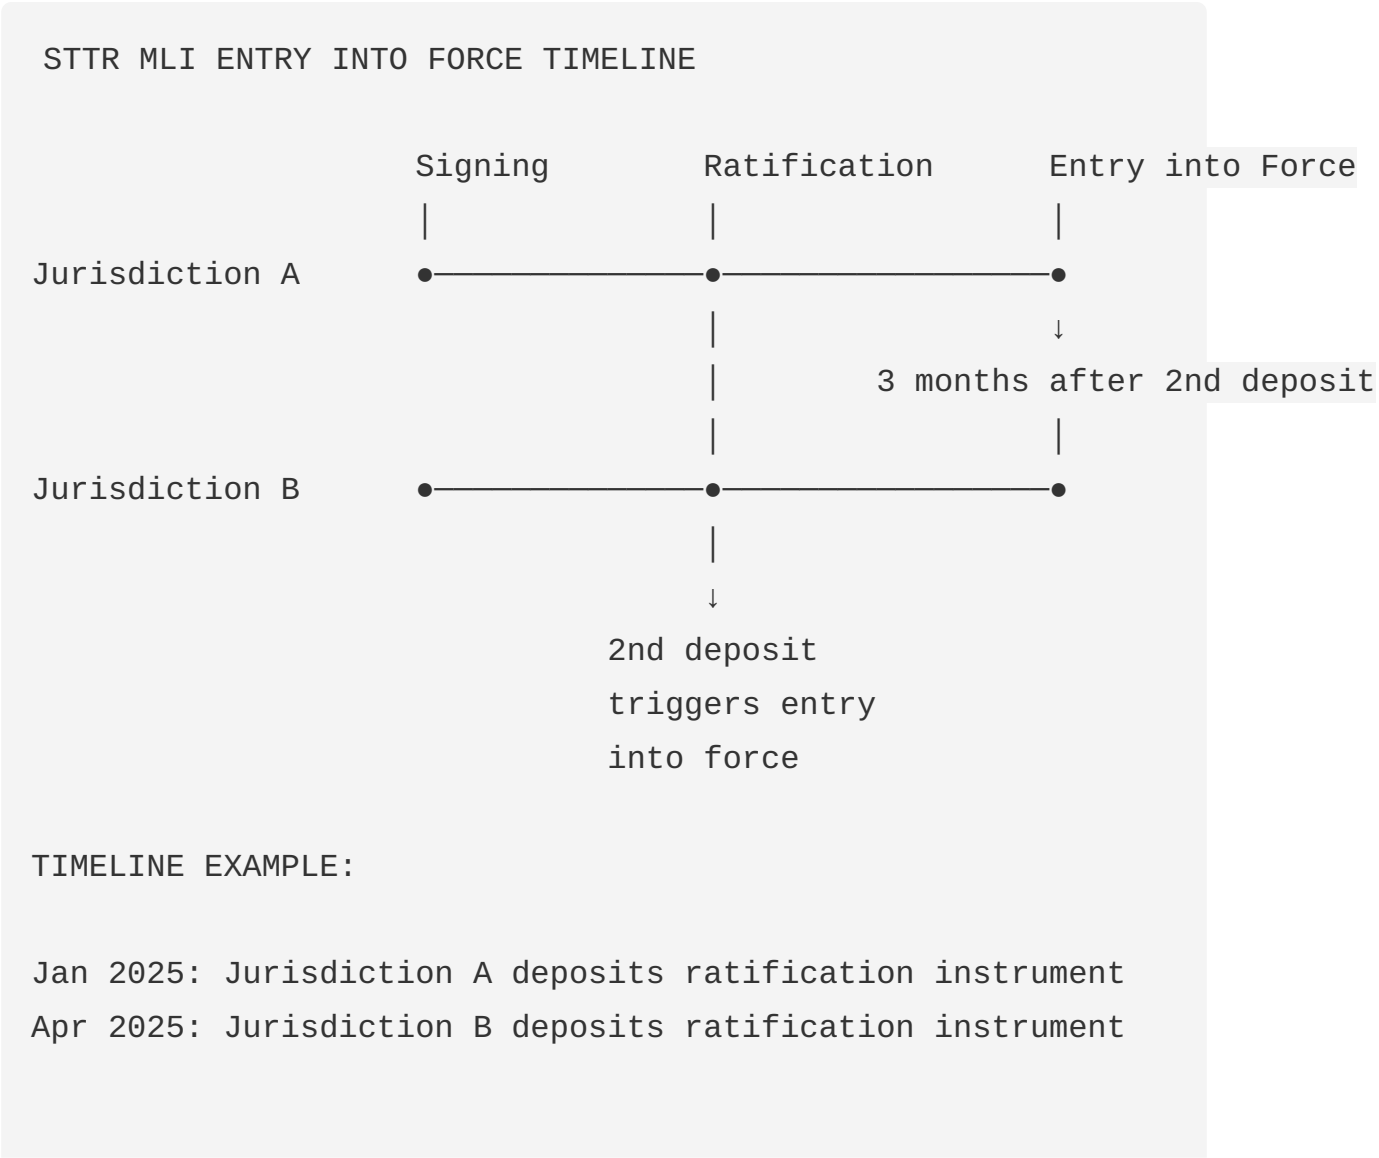 STTR MLI ENTRY INTO FORCE TIMELINE
Signing Ratification Entry into Force
Jurisdiction A
↓
3 months after 2nd deposit
Jurisdiction B
↓
2nd deposit
triggers entry
into force
TIMELINE EXAMPLE:
Jan 2025: Jurisdiction A deposits ratification instrument
Apr 2025: Jurisdiction B deposits ratification instrument